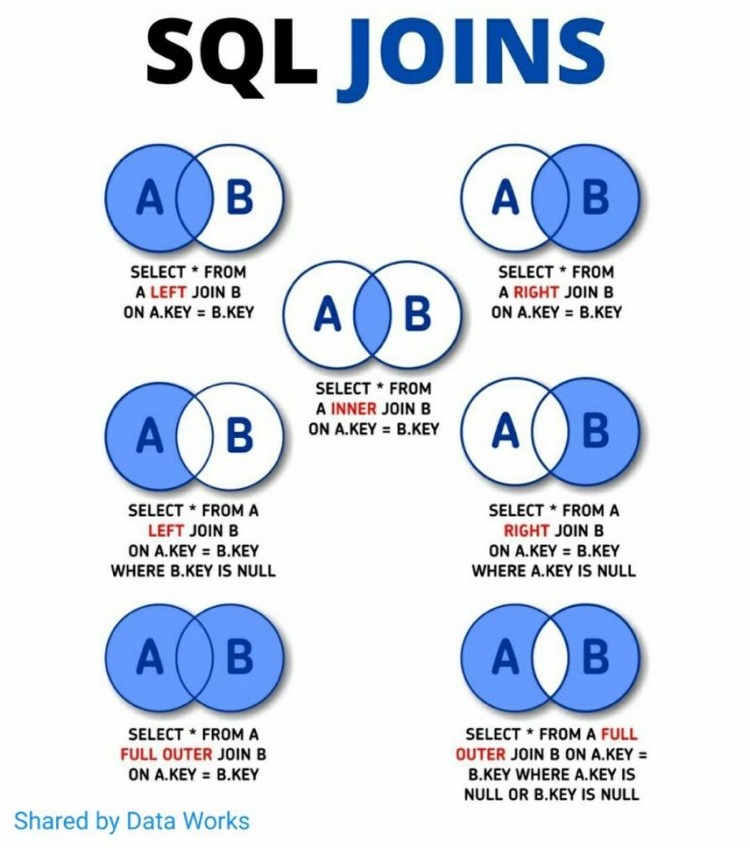 SQL JOINS
A B
SELECT * FROM
A LEFT JOIN B
ON A.KEY = B.KEY
A B
SELECT * FROM
A RIGHT JOIN B
ON A.KEY = B.KEY
A B
SELECT * FROM
A INNER JOIN B
ON A.KEY = B.KEY
A B
SELECT * FROM A
LEFT JOIN B
ON A.KEY = B.KEY
WHERE B.KEY IS NULL
A B
SELECT * FROM A
RIGHT JOIN B
ON A.KEY = B.KEY
WHERE A.KEY IS NULL
A B
SELECT * FROM A
FULL OUTER JOIN B
ON A.KEY = B.KEY
A B
SELECT * FROM A FULL
OUTER JOIN B ON A.KEY =
B.KEY WHERE A.KEY IS
NULL OR B.KEY IS NULL
Shared by Data Works